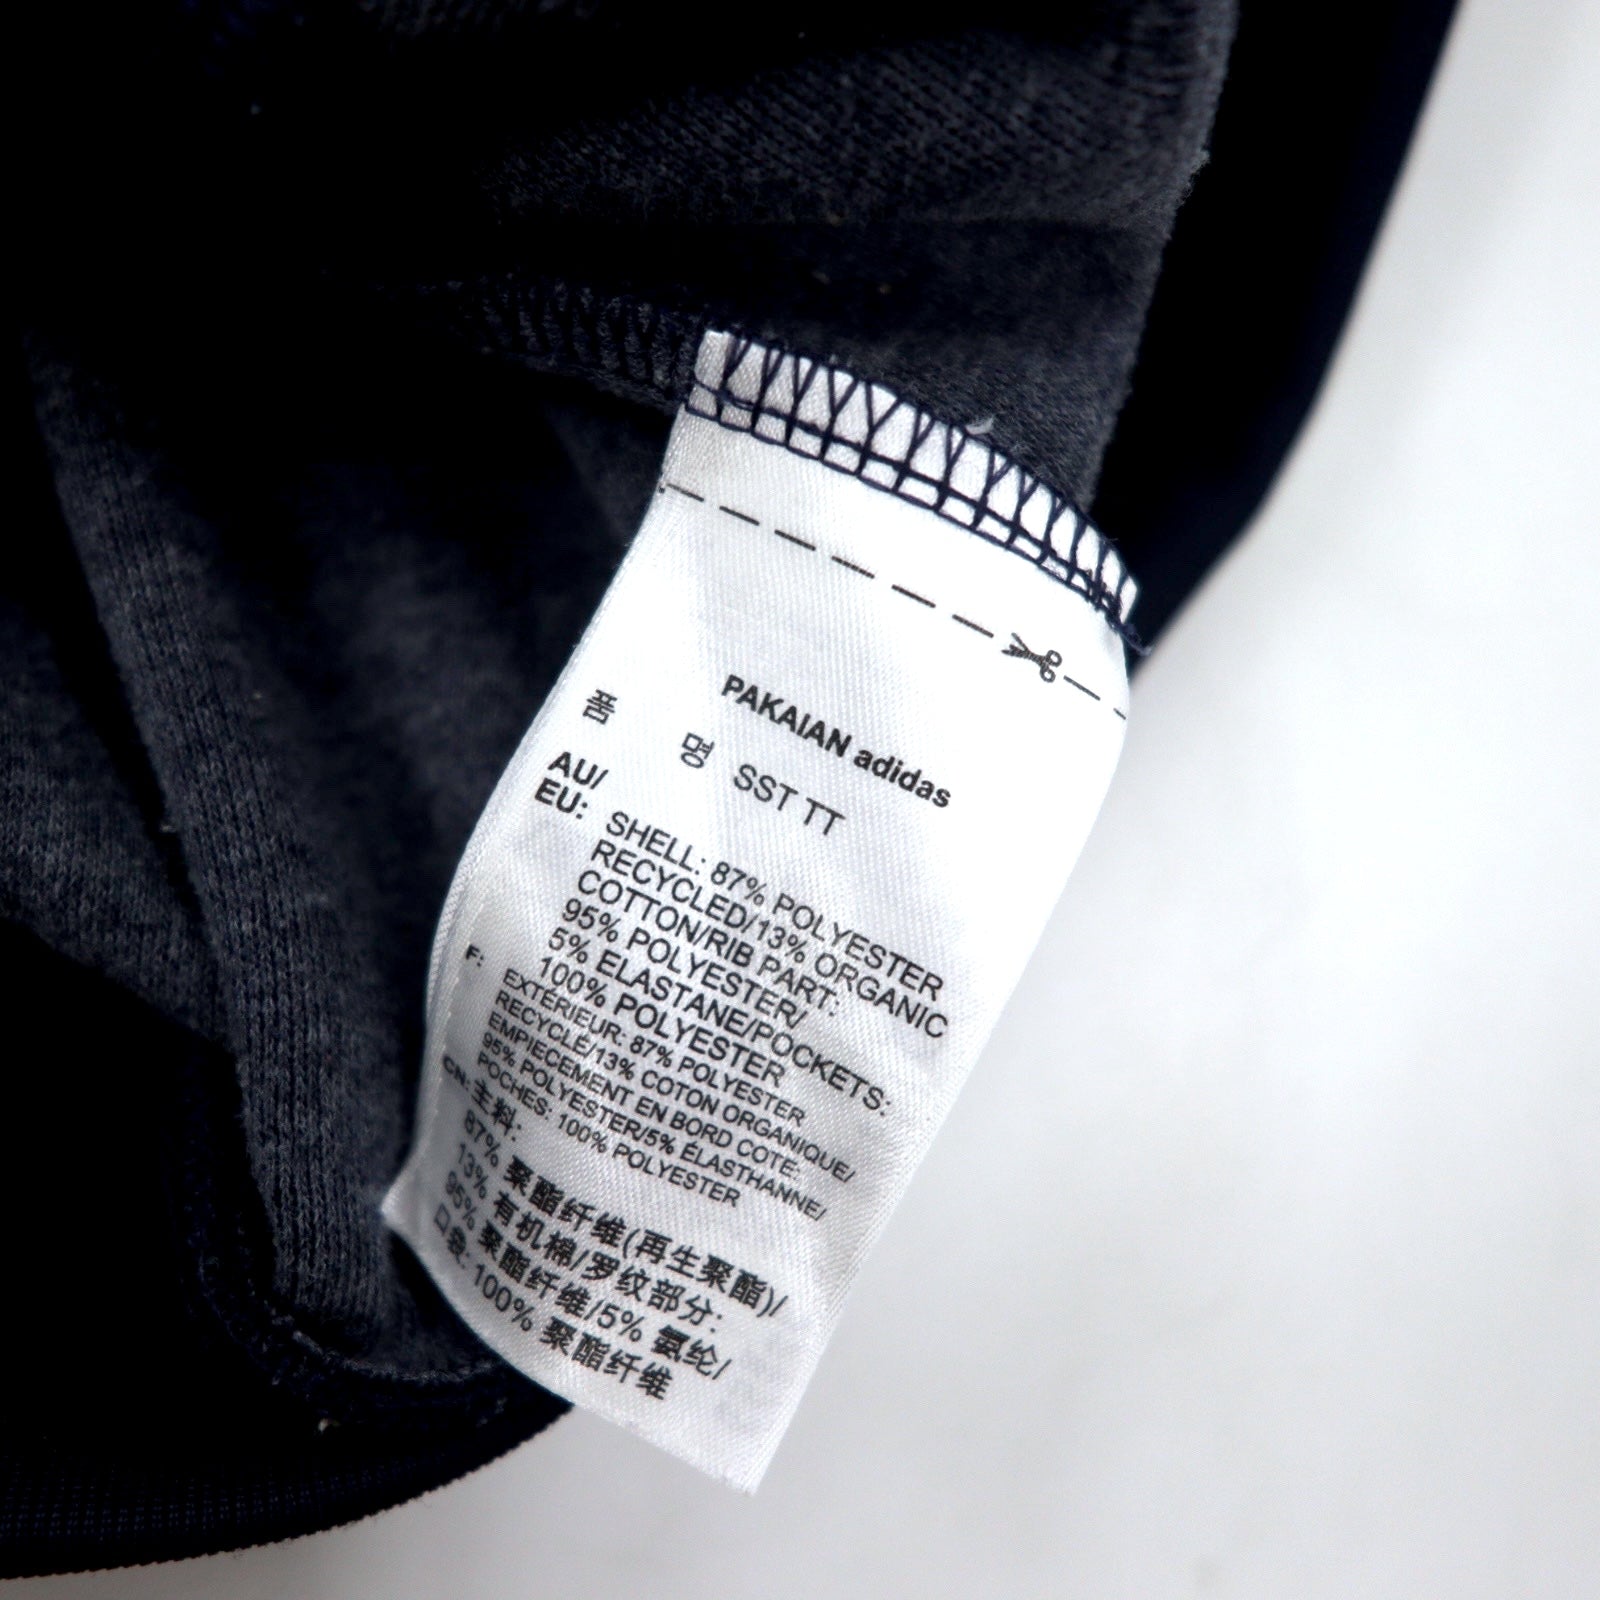 PAKAIAN adidas
품 명 SST TT
AU/
EU: SHELL: 87% POLYESTER
RECYCLED/13% ORGANIC
COTTON/RIB PART:
95% POLYESTER/
5% ELASTANE/POCKETS:
100% POLYESTER
F: EXTÉRIEUR: 87% POLYESTER
RECYCLÉ/13% COTON ORGANIQUE/
EMPIECEMENT EN BORD COTE:
95% POLYESTER/5% ÉLASTHANNE/
POCHES: 100% POLYESTER
CN: 主料:
87% 聚酯纤维(再生聚酯)/
13% 有机棉/罗纹部分:
95% 聚酯纤维/5% 氨纶/
口袋: 100% 聚酯纤维